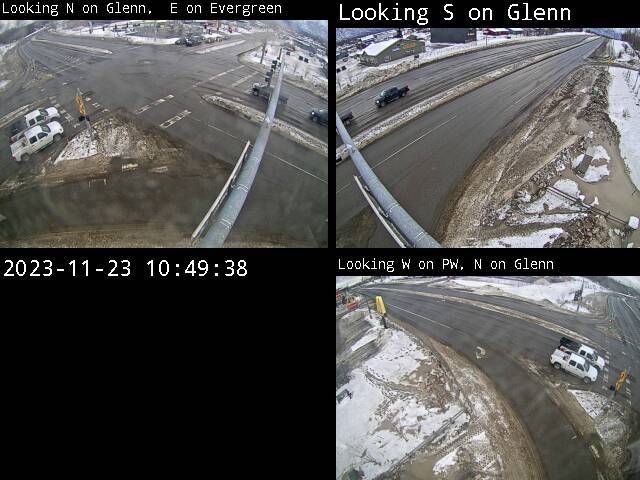 Looking N on Glenn,  E on Evergreen
Looking S on Glenn
2023-11-23 10:49:38
Looking W on PW, N on Glenn